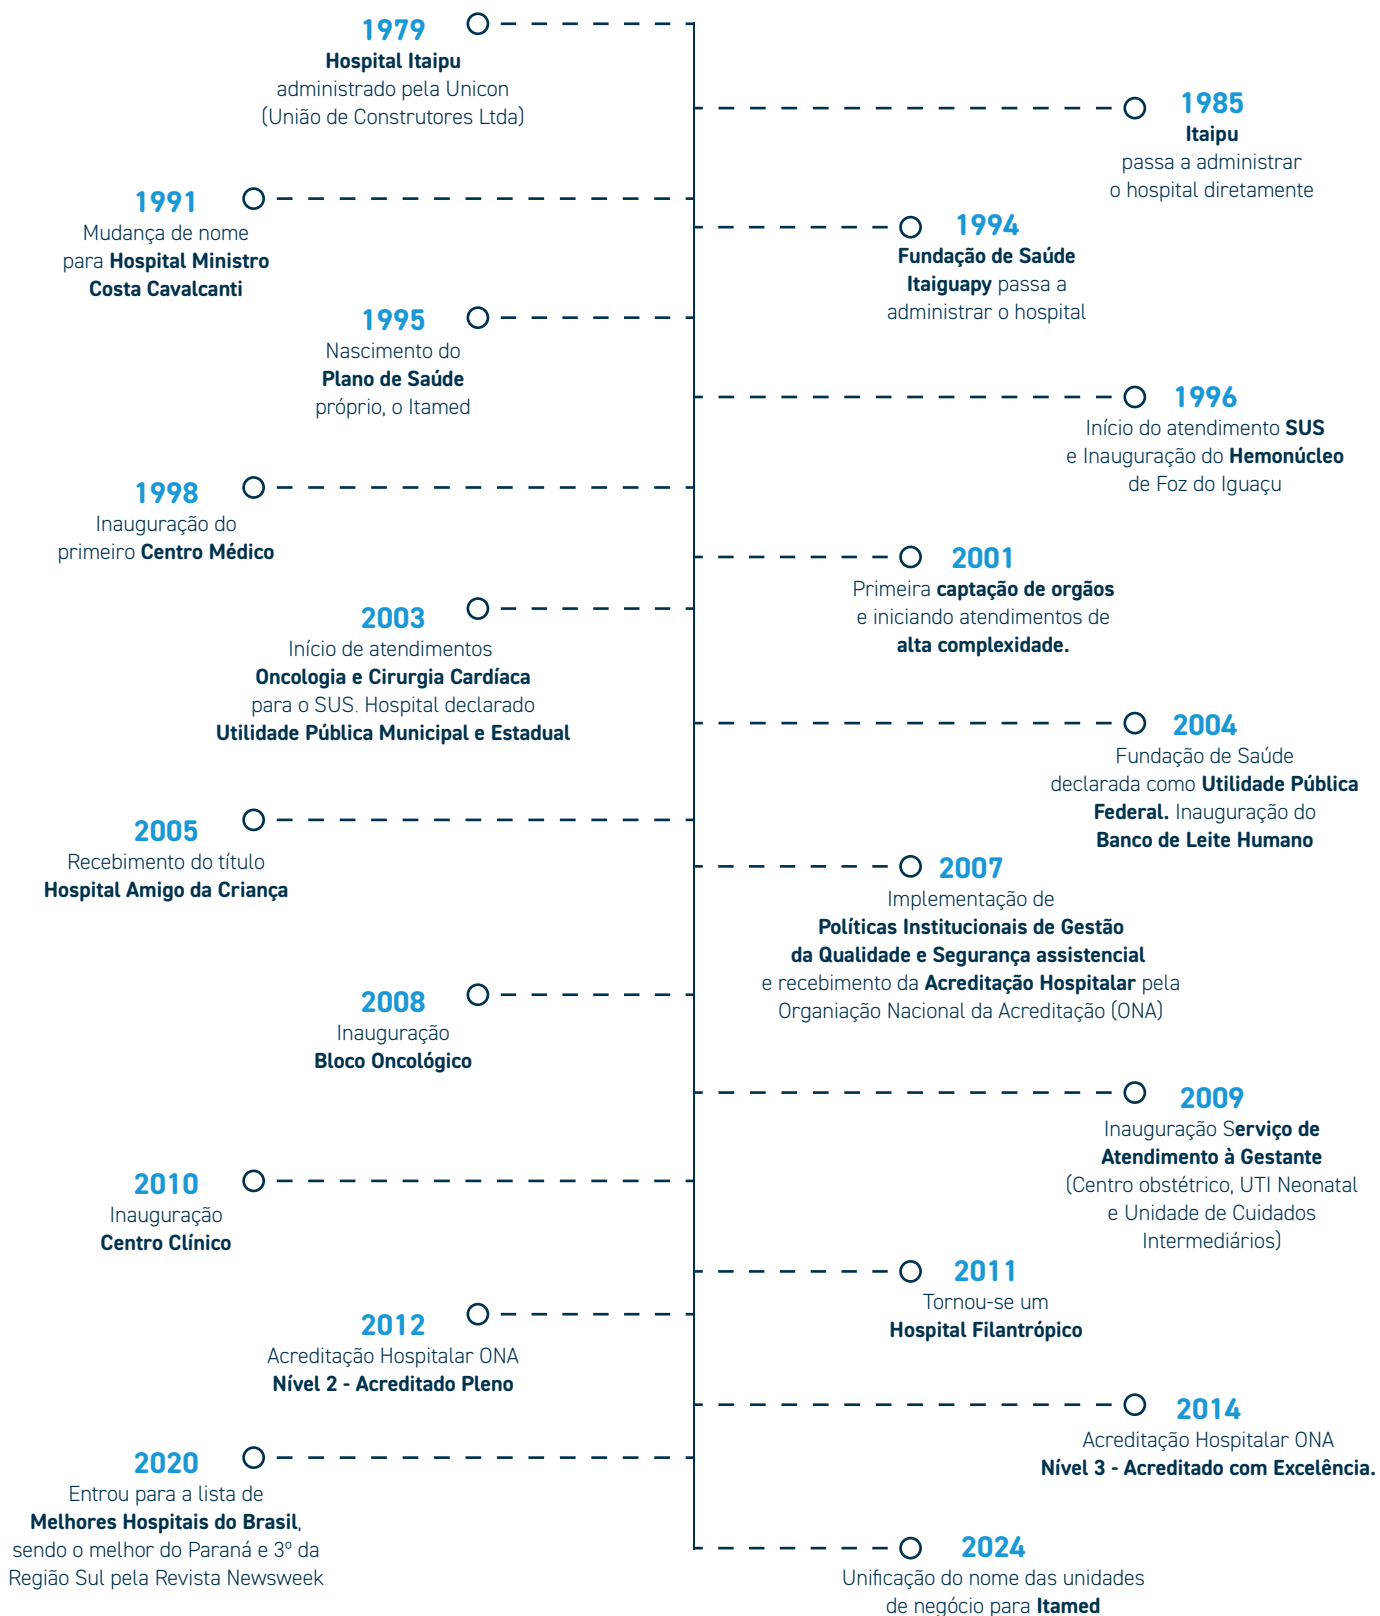 1979
Hospital Itaipu
administrado pela Unicon
(União de Construtores Ltda)
1985
Itaipu
passa a administrar
o hospital diretamente
1991
Mudança de nome
para Hospital Ministro
Costa Cavalcanti
1994
Fundação de Saúde
Itaiguapy passa a
administrar o hospital
1995
Nascimento do
Plano de Saúde
próprio, o Itamed
1996
Início do atendimento SUS
e Inauguração do Hemonúcleo
de Foz do Iguaçu
1998
Inauguração do
primeiro Centro Médico
2001
Primeira captação de orgãos
e iniciando atendimentos de
alta complexidade.
2003
Início de atendimentos
Oncologia e Cirurgia Cardíaca
para o SUS. Hospital declarado
Utilidade Pública Municipal e Estadual
2004
Fundação de Saúde
declarada como Utilidade Pública
Federal. Inauguração do
Banco de Leite Humano
2005
Recebimento do título
Hospital Amigo da Criança
2007
Implementação de
Políticas Institucionais de Gestão
da Qualidade e Segurança assistencial
e recebimento da Acreditação Hospitalar pela
Organiação Nacional da Acreditação (ONA)
2008
Inauguração
Bloco Oncológico
2009
Inauguração Serviço de
Atendimento à Gestante
(Centro obstétrico, UTI Neonatal
e Unidade de Cuidados
Intermediários)
2010
Inauguração
Centro Clínico
2011
Tornou-se um
Hospital Filantrópico
2012
Acreditação Hospitalar ONA
Nível 2 - Acreditado Pleno
2014
Acreditação Hospitalar ONA
Nível 3 - Acreditado com Excelência.
2020
Entrou para a lista de
Melhores Hospitais do Brasil,
sendo o melhor do Paraná e 3º da
Região Sul pela Revista Newsweek
2024
Unificação do nome das unidades
de negócio para Itamed